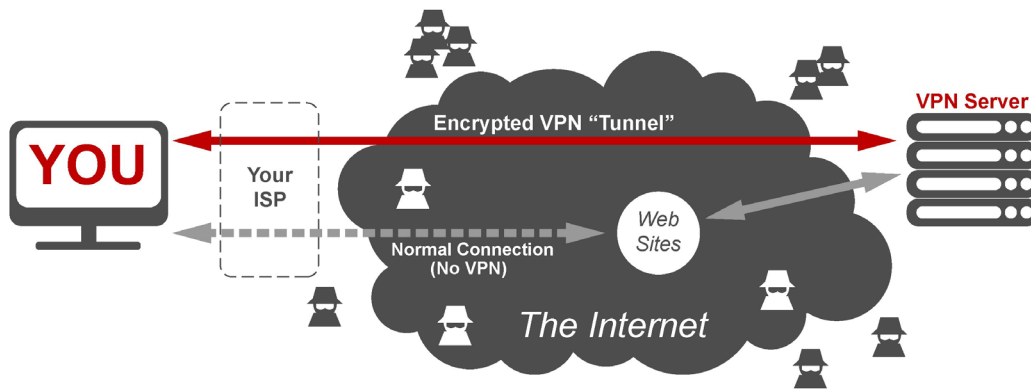 VPN Server
Encrypted VPN “Tunnel”
YOU
Your
ISP
Web
Sites
Normal Connection
(No VPN)
The Internet